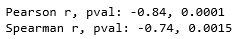 Pearson r, pval: -0.84, 0.0001
Spearman r, pval: -0.74, 0.0015